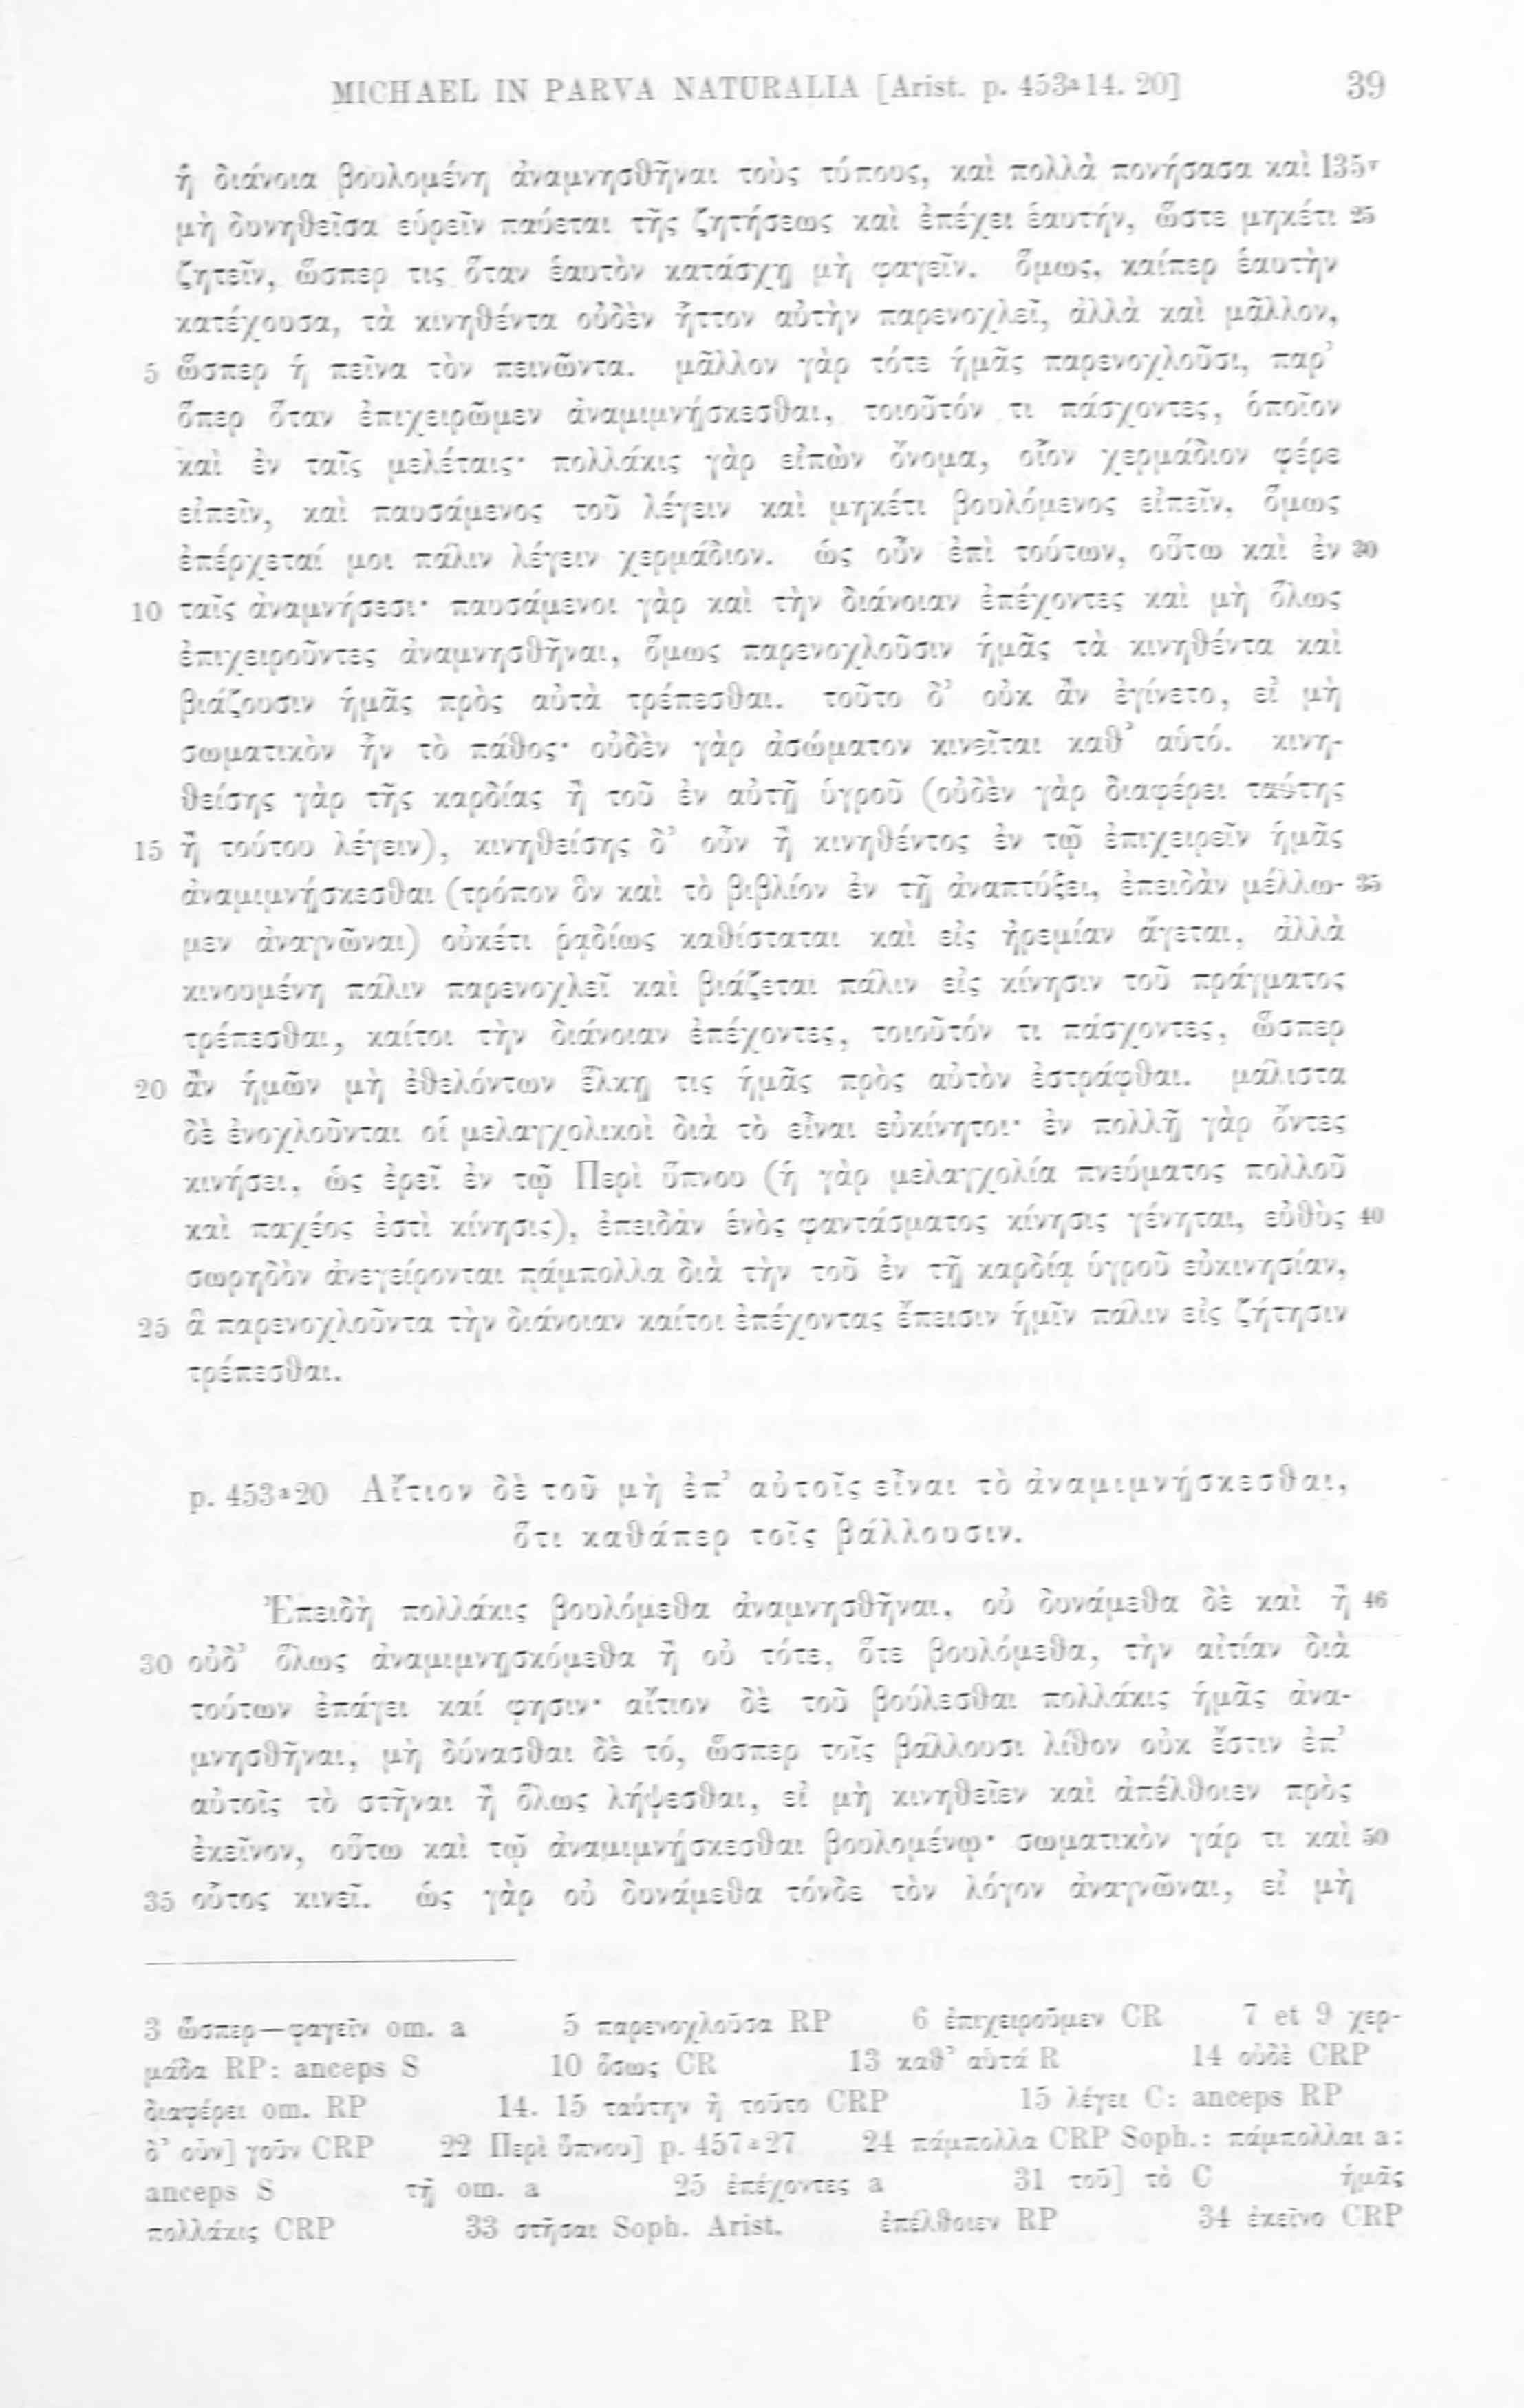 MICHAEL IN PARVA NATURALIA [Arist. p. 453a14. 20] 39
ἡ διάνοια βουλομένη ἀναμνησθῆναι τοὺς τύπους, καὶ πολλὰ πονήσασα καὶ 135v
μὴ δυνηθεῖσα εὑρεῖν παύεται τῆς ζητήσεως καὶ ἐπέχει ἑαυτήν, ὥστε μηκέτι 25
ζητεῖν, ὥσπερ τις ὅταν ἑαυτὸν κατάσχῃ μὴ φαγεῖν. ὅμως, καίπερ ἑαυτὴν
κατέχουσα, τὰ κινηθέντα οὐδὲν ἧττον αὐτὴν παρενοχλεῖ, ἀλλὰ καὶ μᾶλλον,
5 ὥσπερ ἡ πεῖνα τὸν πεινῶντα. μᾶλλον γὰρ τότε ἡμᾶς παρενοχλοῦσι, παρ’
ὅπερ ὅταν ἐπιχειρῶμεν ἀναμιμνήσκεσθαι, τοιοῦτόν τι πάσχοντες, ὁποῖον
καὶ ἐν ταῖς μελέταις· πολλάκις γὰρ εἰπὼν ὄνομα, οἷον χερμάδιον φέρε
εἰπεῖν, καὶ παυσάμενος τοῦ λέγειν καὶ μηκέτι βουλόμενος εἰπεῖν, ὅμως
ἐπέρχεταί μοι πάλιν λέγειν χερμάδιον. ὡς οὖν ἐπὶ τούτων, οὕτω καὶ ἐν 30
10 ταῖς ἀναμνήσεσι· παυσάμενοι γὰρ καὶ τὴν διάνοιαν ἐπέχοντες καὶ μὴ ὅλως
ἐπιχειροῦντες ἀναμνησθῆναι, ὅμως παρενοχλοῦσιν ἡμᾶς τὰ κινηθέντα καὶ
βιάζουσιν ἡμᾶς πρὸς αὐτὰ τρέπεσθαι. τοῦτο δ’ οὐκ ἂν ἐγίνετο, εἰ μὴ
σωματικὸν ἦν τὸ πάθος· οὐδὲν γὰρ ἀσώματον κινεῖται καθ’ αὑτό. κινη-
θείσης γὰρ τῆς καρδίας ἢ τοῦ ἐν αὐτῇ ὑγροῦ (οὐδὲν γὰρ διαφέρει ταύτης
15 ἢ τούτου λέγειν), κινηθείσης δ’ οὖν ἢ κινηθέντος ἐν τῷ ἐπιχειρεῖν ἡμᾶς
ἀναμιμνήσκεσθαι (τρόπον ὃν καὶ τὸ βιβλίον ἐν τῇ ἀναπτύξει, ἐπειδὰν μέλλω- 35
μεν ἀναγνῶναι) οὐκέτι ῥᾳδίως καθίσταται καὶ εἰς ἠρεμίαν ἄγεται, ἀλλὰ
κινουμένη πάλιν παρενοχλεῖ καὶ βιάζεται πάλιν εἰς κίνησιν τοῦ πράγματος
τρέπεσθαι, καίτοι τὴν διάνοιαν ἐπέχοντες, τοιοῦτόν τι πάσχοντες, ὥσπερ
20 ἂν ἡμῶν μὴ ἐθελόντων ἕλκῃ τις ἡμᾶς πρὸς αὐτὸν ἐστράφθαι. μάλιστα
δὲ ἐνοχλοῦνται οἱ μελαγχολικοὶ διὰ τὸ εἶναι εὐκίνητοι· ἐν πολλῇ γὰρ ὄντες
κινήσει, ὡς ἐρεῖ ἐν τῷ Περὶ ὕπνου (ἡ γὰρ μελαγχολία πνεύματος πολλοῦ
καὶ παχέος ἐστὶ κίνησις), ἐπειδὰν ἑνὸς φαντάσματος κίνησις γένηται, εὐθὺς 40
σωρηδὸν ἀνεγείρονται πάμπολλα διὰ τὴν τοῦ ἐν τῇ καρδίᾳ ὑγροῦ εὐκινησίαν,
25 ἃ παρενοχλοῦντα τὴν διάνοιαν καίτοι ἐπέχοντας ἔπεισιν ἡμῖν πάλιν εἰς ζήτησιν
τρέπεσθαι.
p. 453a20 Αἴτιον δὲ τοῦ μὴ ἐπ’ αὐτοῖς εἶναι τὸ ἀναμιμνήσκεσθαι,
ὅτι καθάπερ τοῖς βάλλουσιν.
Ἐπειδὴ πολλάκις βουλόμεθα ἀναμνησθῆναι, οὐ δυνάμεθα δὲ καὶ ἢ 46
30 οὐδ’ ὅλως ἀναμιμνησκόμεθα ἢ οὐ τότε, ὅτε βουλόμεθα, τὴν αἰτίαν διὰ
τούτων ἐπάγει καί φησιν· αἴτιον δὲ τοῦ βούλεσθαι πολλάκις ἡμᾶς ἀνα-
μνησθῆναι, μὴ δύνασθαι δὲ τό, ὥσπερ τοῖς βάλλουσι λίθον οὐκ ἔστιν ἐπ’
αὐτοῖς τὸ στῆναι ἢ ὅλως λήψεσθαι, εἰ μὴ κινηθεῖεν καὶ ἀπέλθοιεν πρὸς
ἐκεῖνον, οὕτω καὶ τῷ ἀναμιμνήσκεσθαι βουλομένῳ· σωματικὸν γάρ τι καὶ 50
35 οὗτος κινεῖ. ὡς γὰρ οὐ δυνάμεθα τόνδε τὸν λόγον ἀναγνῶναι, εἰ μὴ
3 ὥσπερ—φαγεῖν om. a 5 παρενοχλοῦσα RP 6 ἐπιχειροῦμεν CR 7 et 9 χερ-
μάδα RP: anceps S 10 ὅσως CR 13 καθ’ αὑτά R 14 οὐδὲ CRP
διαφέρει om. RP 14. 15 ταύτην ἢ τοῦτο CRP 15 λέγει C: anceps RP
δ’ οὖν] γοῦν CRP 22 Περὶ ὕπνου] p. 457a27 24 πάμπολλα CRP Soph.: πάμπολλαι a:
anceps S τῇ om. a 25 ἐπέχοντες a 31 τοῦ] τὸ C ἡμᾶς
πολλάκις CRP 33 στῆσαι Soph. Arist. ἐπέλθοιεν RP 34 ἐκεῖνο CRP